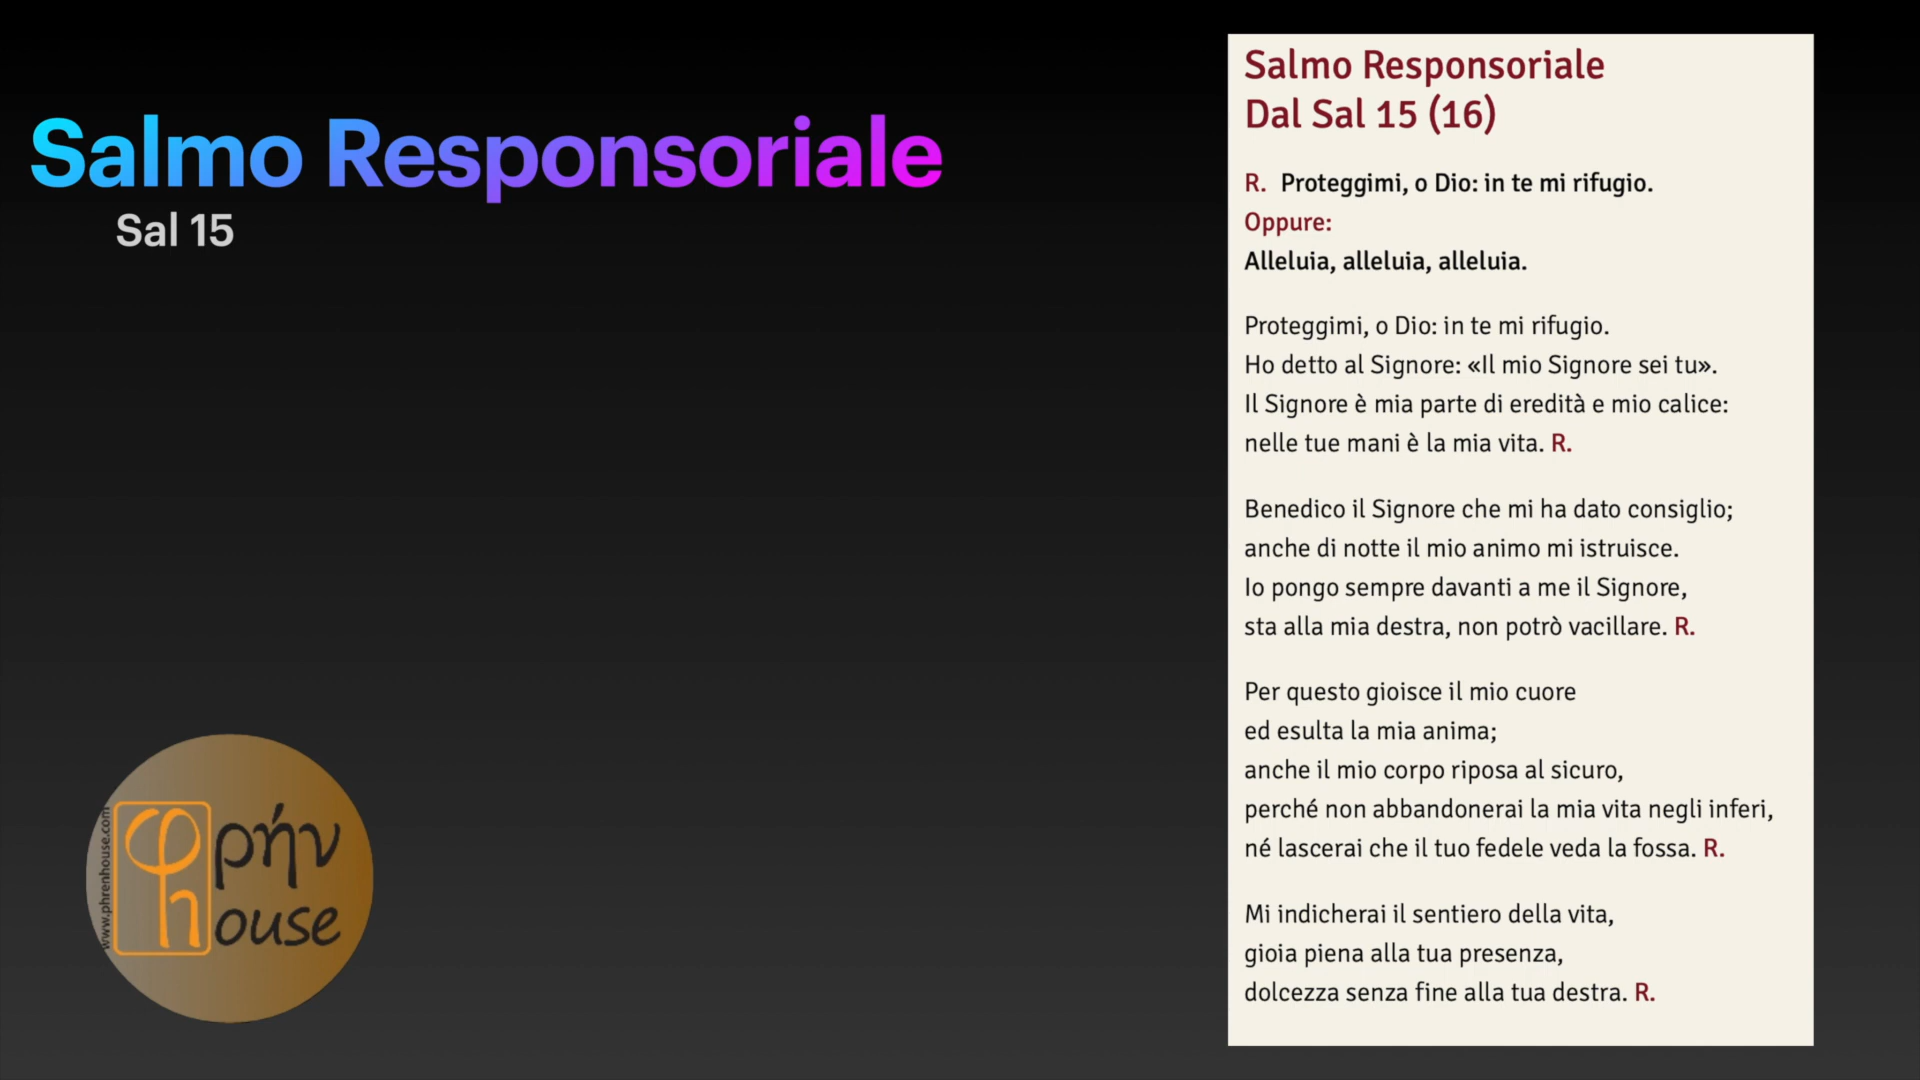 Salmo Responsoriale
Sal 15
Salmo Responsoriale
Dal Sal 15 (16)
R. Proteggimi, o Dio: in te mi rifugio.
Oppure:
Alleluia, alleluia, alleluia.
Proteggimi, o Dio: in te mi rifugio.
Ho detto al Signore: «Il mio Signore sei tu».
Il Signore è mia parte di eredità e mio calice:
nelle tue mani è la mia vita. R.
Benedico il Signore che mi ha dato consiglio;
anche di notte il mio animo mi istruisce.
Io pongo sempre davanti a me il Signore,
sta alla mia destra, non potrò vacillare. R.
Per questo gioisce il mio cuore
ed esulta la mia anima;
anche il mio corpo riposa al sicuro,
perché non abbandonerai la mia vita negli inferi,
né lascerai che il tuo fedele veda la fossa. R.
Mi indicherai il sentiero della vita,
gioia piena alla tua presenza,
dolcezza senza fine alla tua destra. R.
www.phrenhouse.com
φρήν
house